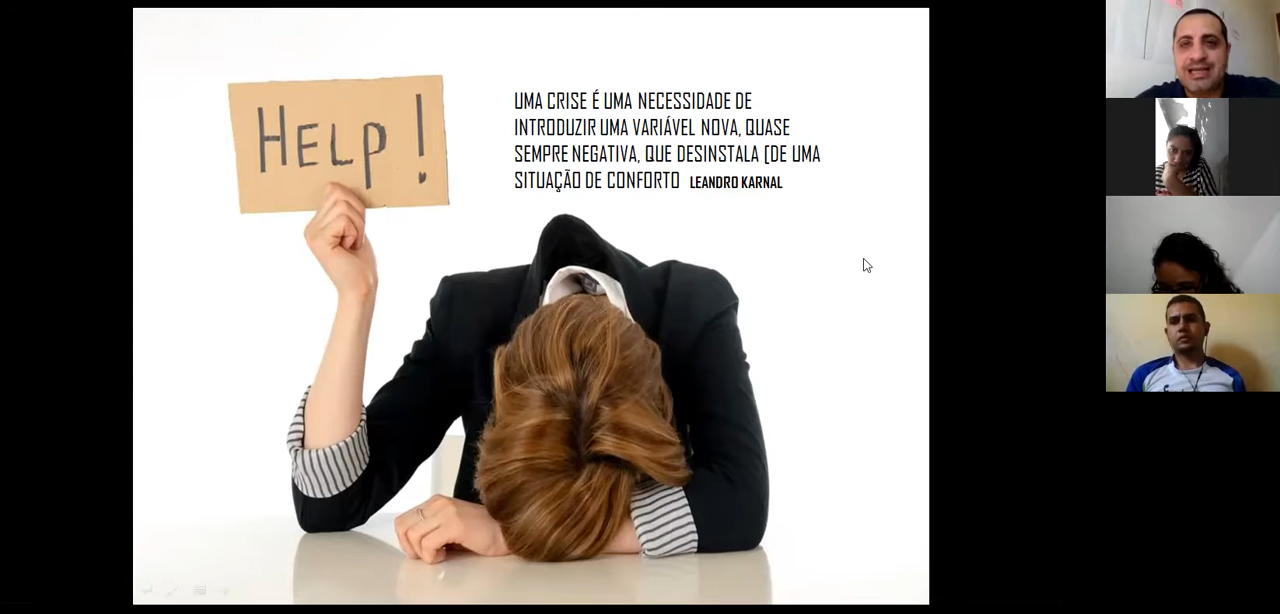 HELP!
UMA CRISE É UMA NECESSIDADE DE
INTRODUZIR UMA VARIÁVEL NOVA, QUASE
SEMPRE NEGATIVA, QUE DESINSTALA (DE UMA
SITUAÇÃO DE CONFORTO LEANDRO KARNAL